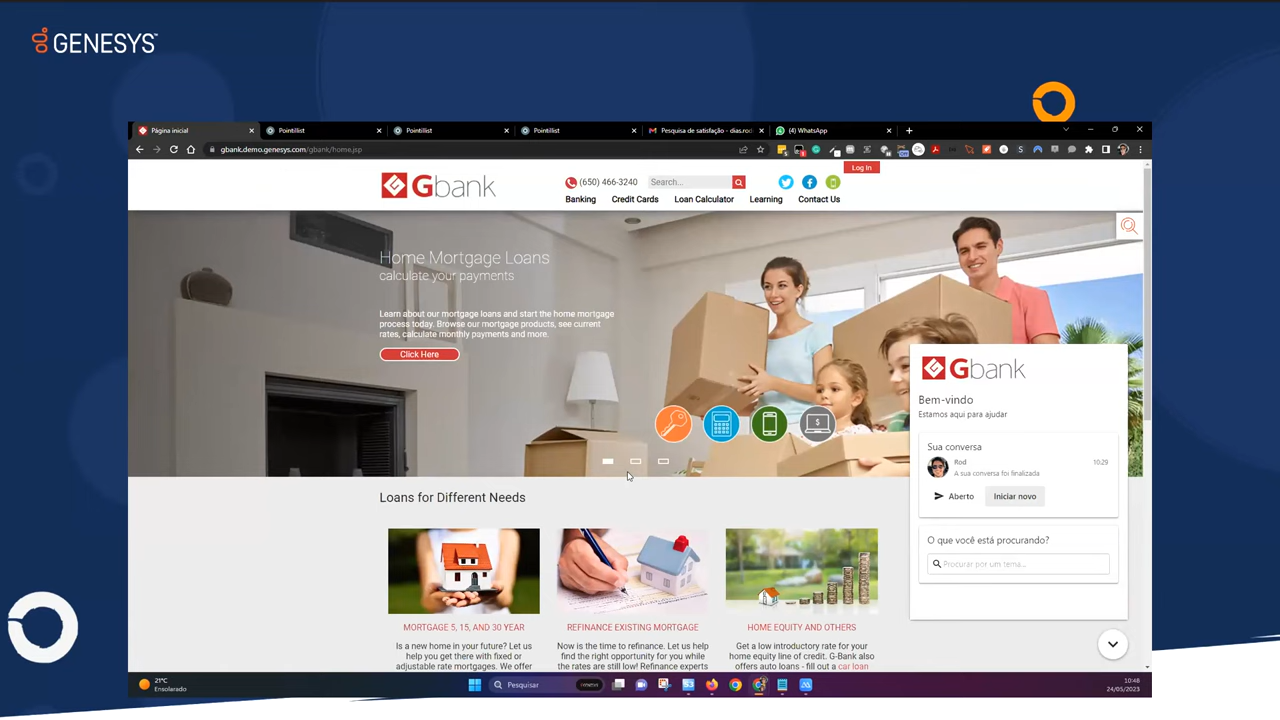 GENESYS™
Página inicial
Pointillist
Pointillist
Pointillist
Pesquisa de satisfação - dias.rod
(4) WhatsApp
gbank.demo.genesys.com/gbank/home.jsp
Log In
Gbank
(650) 466-3240
Search...
Banking
Credit Cards
Loan Calculator
Learning
Contact Us
Home Mortgage Loans
calculate your payments
Learn about our mortgage loans and start the home mortgage
process today. Browse our mortgage products, see current
rates, calculate monthly payments and more.
Click Here
Gbank
Bem-vindo
Estamos aqui para ajudar
Sua conversa
Rod
10:29
A sua conversa foi finalizada
Aberto
Iniciar novo
O que você está procurando?
Procurar por um tema...
Loans for Different Needs
MORTGAGE 5, 15, AND 30 YEAR
REFINANCE EXISTING MORTGAGE
HOME EQUITY AND OTHERS
Is a new home in your future? Let us
help you get there with fixed or
adjustable rate mortgages. We offer
Now is the time to refinance. Let us help
find the right opportunity for you while
the rates are still low! Refinance experts
Get a low introductory rate for your
home equity line of credit. G-Bank also
offers auto loans - fill out a car loan
21°C
Ensolarado
Pesquisar
10:48
24/05/2023